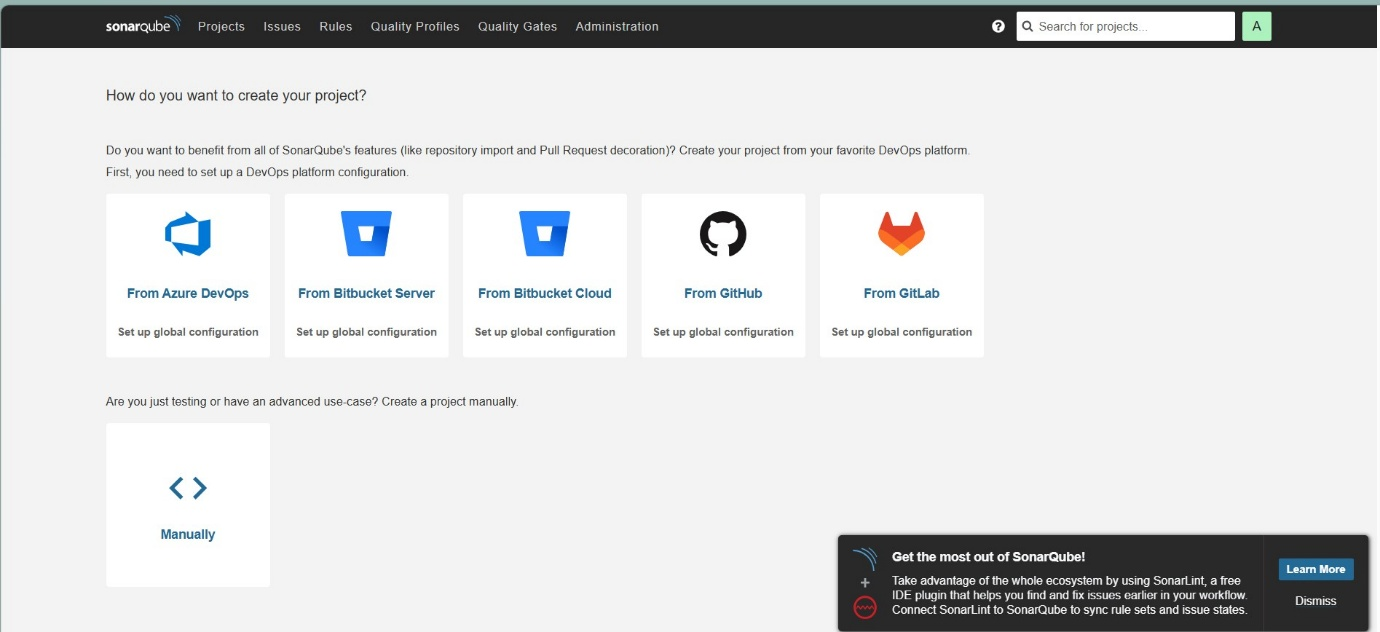 sonarqube Projects Issues Rules Quality Profiles Quality Gates Administration ? Search for projects... A
How do you want to create your project?
Do you want to benefit from all of SonarQube's features (like repository import and Pull Request decoration)? Create your project from your favorite DevOps platform.
First, you need to set up a DevOps platform configuration.
From Azure DevOps From Bitbucket Server From Bitbucket Cloud From GitHub From GitLab
Set up global configuration Set up global configuration Set up global configuration Set up global configuration Set up global configuration
Are you just testing or have an advanced use-case? Create a project manually.
Manually
Get the most out of SonarQube!
Take advantage of the whole ecosystem by using SonarLint, a free
IDE plugin that helps you find and fix issues earlier in your workflow.
Connect SonarLint to SonarQube to sync rule sets and issue states.
Learn More
Dismiss